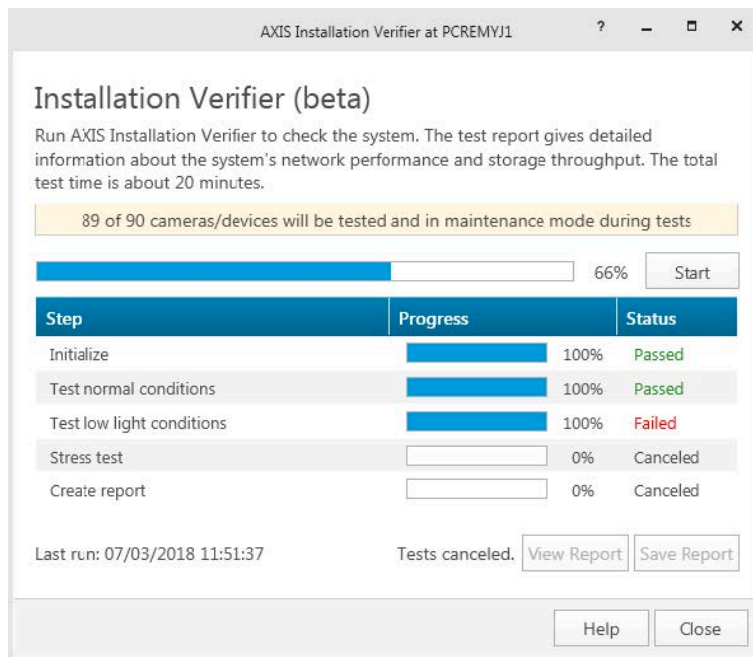 AXIS Installation Verifier at PCREMYJ1 ?
Installation Verifier (beta)
Run AXIS Installation Verifier to check the system. The test report gives detailed
information about the system's network performance and storage throughput. The total
test time is about 20 minutes.
89 of 90 cameras/devices will be tested and in maintenance mode during tests
66% Start
Step Progress Status
Initialize 100% Passed
Test normal conditions 100% Passed
Test low light conditions 100% Failed
Stress test 0% Canceled
Create report 0% Canceled
Last run: 07/03/2018 11:51:37 Tests canceled. View Report Save Report
Help Close